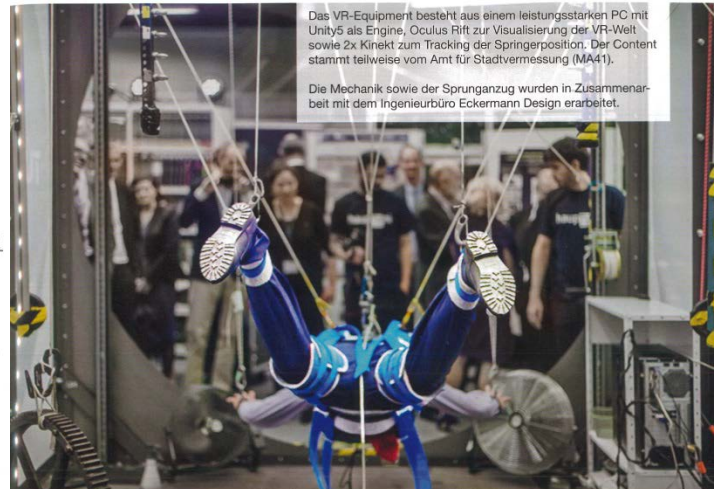 Das VR-Equipment besteht aus einem leistungsstarken PC mit
Unity5 als Engine, Oculus Rift zur Visualisierung der VR-Welt
sowie 2x Kinekt zum Tracking der Springerposition. Der Content
stammt teilweise vom Amt für Stadtvermessung (MA41).
Die Mechanik sowie der Sprunganzug wurden in Zusammenar-
beit mit dem Ingenieurbüro Eckermann Design erarbeitet.